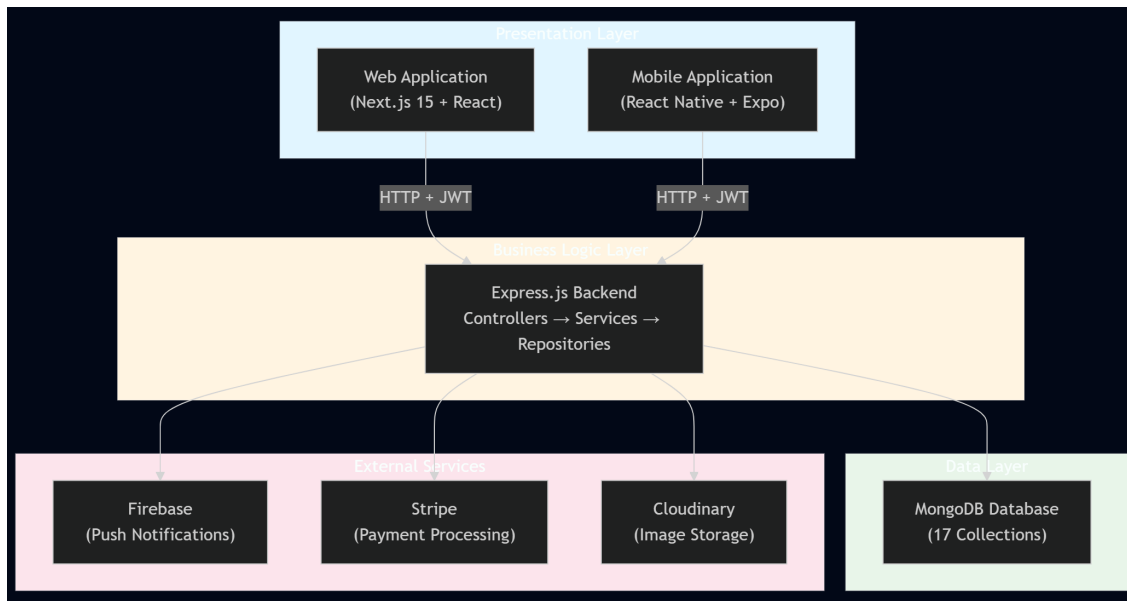 Presentation Layer
Web Application
(Next.js 15 + React)
Mobile Application
(React Native + Expo)
HTTP + JWT
HTTP + JWT
Business Logic Layer
Express.js Backend
Controllers → Services →
Repositories
External Services
Data Layer
Firebase
(Push Notifications)
Stripe
(Payment Processing)
Cloudinary
(Image Storage)
MongoDB Database
(17 Collections)